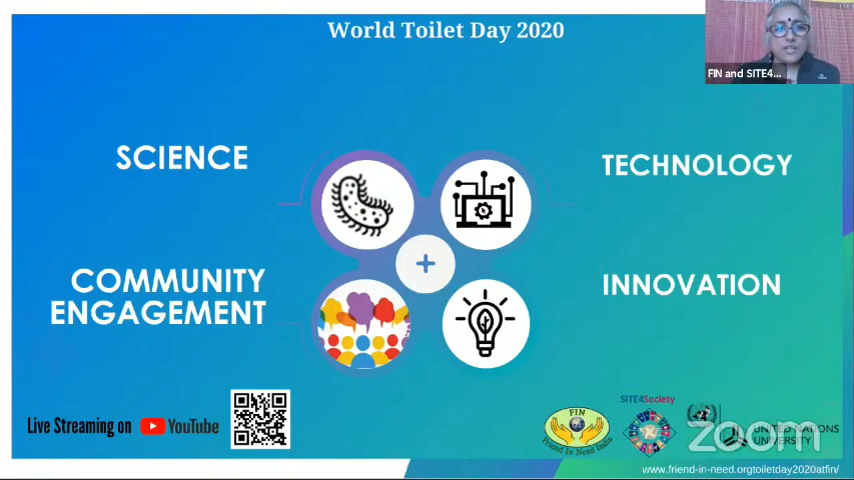 World Toilet Day 2020
FIN and SITE4...
SCIENCE
TECHNOLOGY
COMMUNITY
ENGAGEMENT
INNOVATION
Live Streaming on YouTube
FIN
Friend In Need India
SITE4Society
zoom
UNITED NATIONS
UNIVERSITY
www.friend-in-need.orgtoiletday2020atfin/